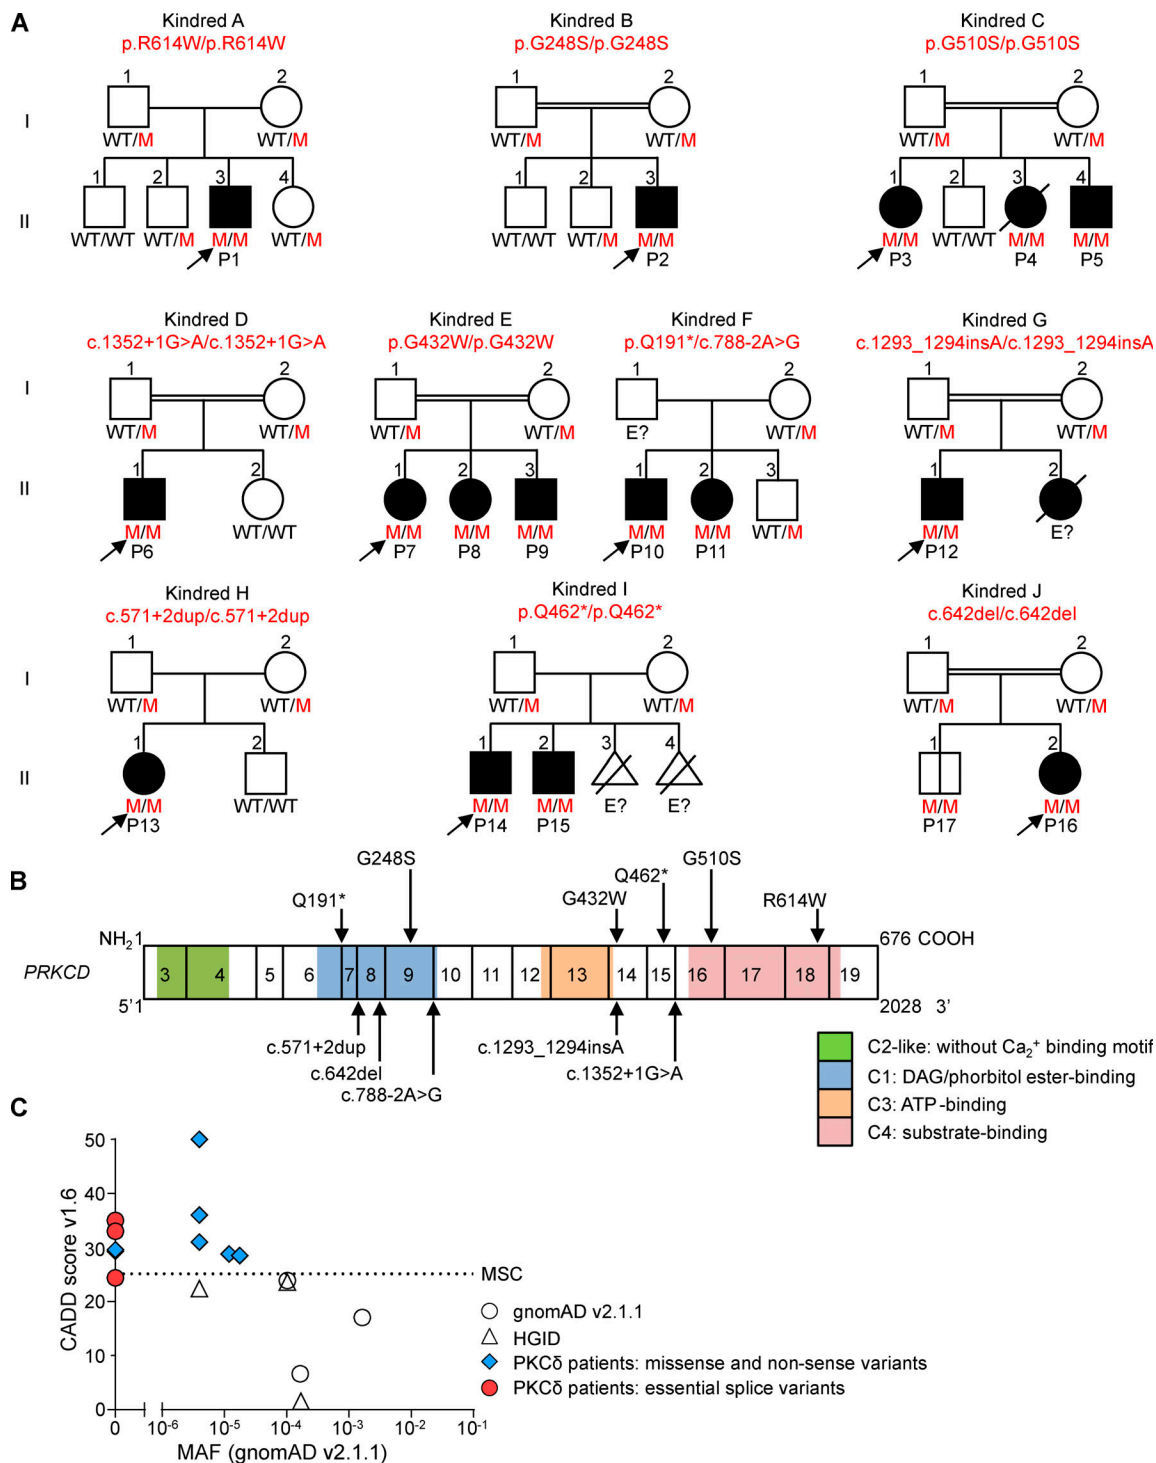 A
Kindred A
p.R614W/p.R614W
Kindred B
p.G248S/p.G248S
Kindred C
p.G510S/p.G510S
I
1 2
WT/M WT/M
1 2
WT/M WT/M
1 2
WT/M WT/M
II
1 2 3 4
WT/WT WT/M M/M WT/M
P1
1 2 3
WT/WT WT/M M/M
P2
1 2 3 4
M/M WT/WT M/M M/M
P3 P4 P5
Kindred D
c.1352+1G>A/c.1352+1G>A
Kindred E
p.G432W/p.G432W
Kindred F
p.Q191*/c.788-2A>G
Kindred G
c.1293_1294insA/c.1293_1294insA
I
1 2
WT/M WT/M
1 2
WT/M WT/M
1 2
E? WT/M
1 2
WT/M WT/M
II
1 2
M/M WT/WT
P6
1 2 3
M/M M/M M/M
P7 P8 P9
1 2 3
M/M M/M WT/M
P10 P11
1 2
M/M E?
P12
Kindred H
c.571+2dup/c.571+2dup
Kindred I
p.Q462*/p.Q462*
Kindred J
c.642del/c.642del
I
1 2
WT/M WT/M
1 2
WT/M WT/M
1 2
WT/M WT/M
II
1 2
M/M WT/WT
P13
1 2 3 4
M/M M/M E? E?
P14 P15
1 2
M/M M/M
P17 P16
B
G248S G510S
Q191* G432W Q462* R614W
NH2 1 676 COOH
PRKCD 3 4 5 6 7 8 9 10 11 12 13 14 15 16 17 18 19
5' 1 2028 3'
c.571+2dup c.1293_1294insA
c.642del c.1352+1G>A
c.788-2A>G
C2-like: without Ca2+ binding motif
C1: DAG/phorbitol ester-binding
C3: ATP-binding
C4: substrate-binding
C
CADD score v1.6
50
40
30
20
10
0
MSC
0 10-6 10-5 10-4 10-3 10-2 10-1
MAF (gnomAD v2.1.1)
gnomAD v2.1.1
HGID
PKCδ patients: missense and non-sense variants
PKCδ patients: essential splice variants